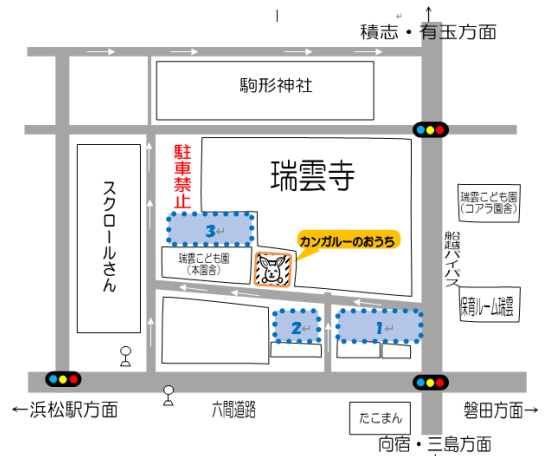 積志・有玉方面
駒形神社
駐車禁止
瑞雲寺
スクロールさん
3
カンガルーのおうち
瑞雲こども園
(本園舎)
瑞雲こども園
(コアラ園舎)
船越バイパス
保育ルーム瑞雲
2
1
←浜松駅方面
六間道路
たこまん
磐田方面→
向宿・三島方面